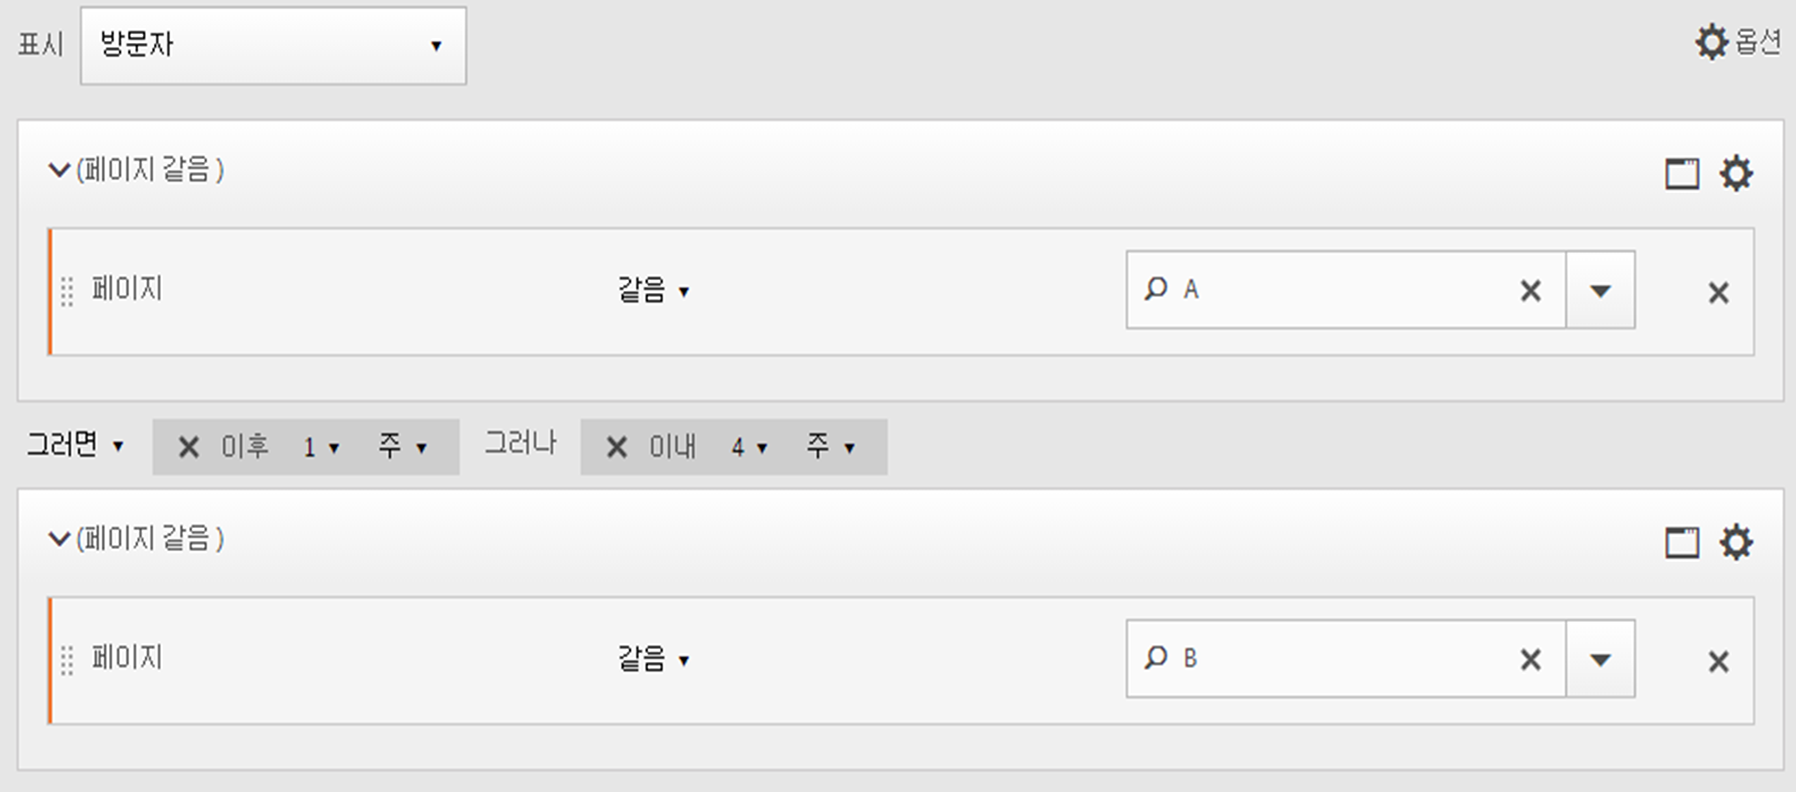 표시 방문자 옵션
(페이지 같음 )
페이지 같음 A
그러면 이후 1 주 그러나 이내 4 주
(페이지 같음 )
페이지 같음 B